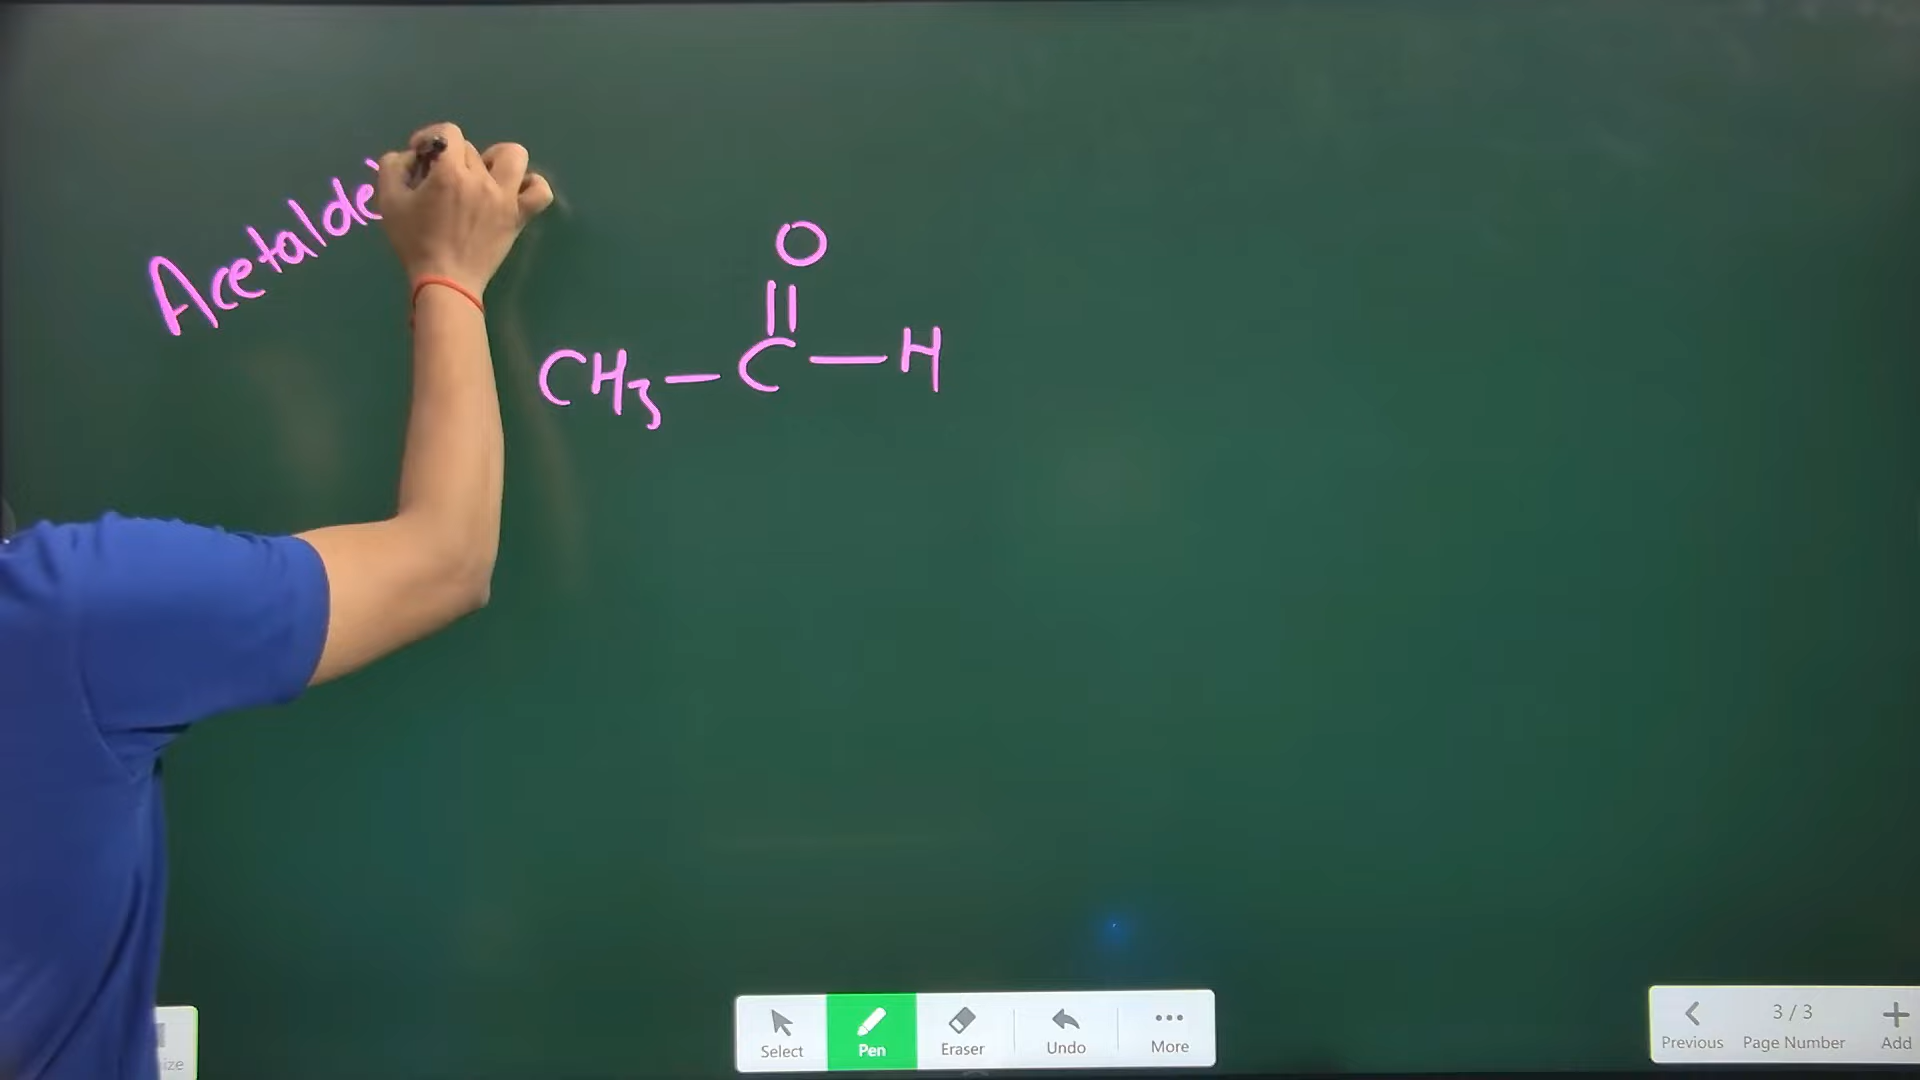 Acetalde
O
||
CH3 – C – H
Select
Pen
Eraser
Undo
More
Previous
3 / 3
Page Number
Add